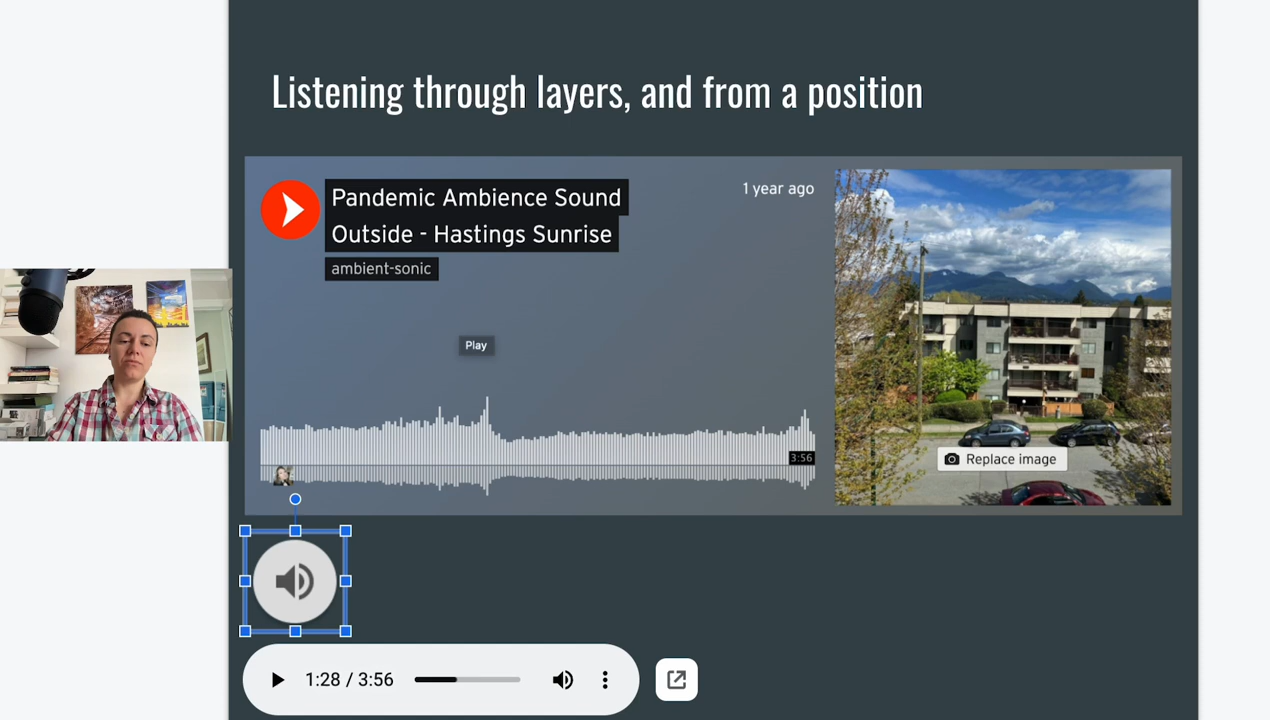 Listening through layers, and from a position
Pandemic Ambience Sound
Outside - Hastings Sunrise
ambient-sonic
1 year ago
Play
3:56
Replace image
1:28 / 3:56